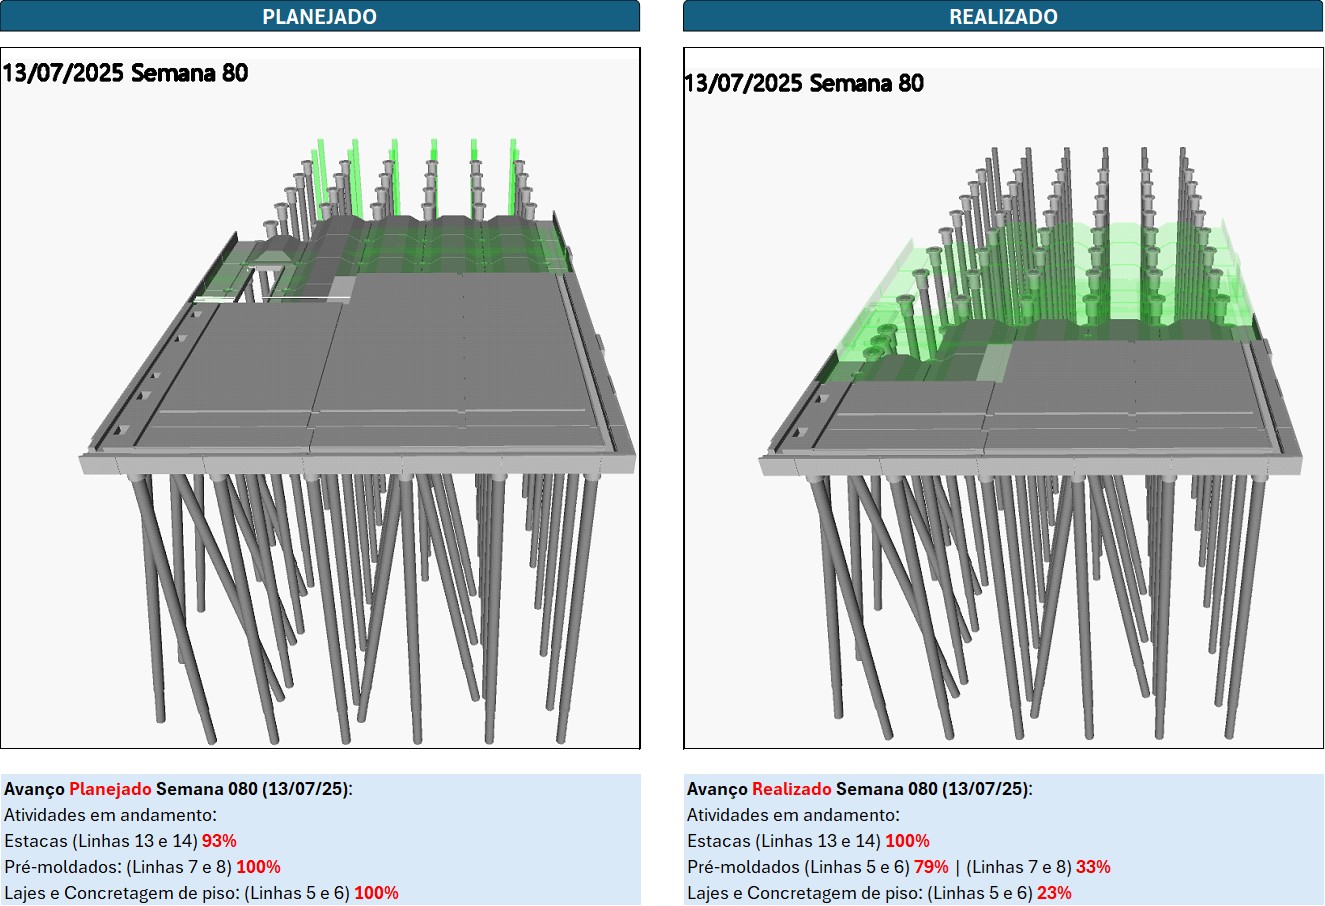 PLANEJADO
13/07/2025 Semana 80
Avanço Planejado Semana 080 (13/07/25):
Atividades em andamento:
Estacas (Linhas 13 e 14) 93%
Pré-moldados: (Linhas 7 e 8) 100%
Lajes e Concretagem de piso: (Linhas 5 e 6) 100%
REALIZADO
13/07/2025 Semana 80
Avanço Realizado Semana 080 (13/07/25):
Atividades em andamento:
Estacas (Linhas 13 e 14) 100%
Pré-moldados (Linhas 5 e 6) 79% | (Linhas 7 e 8) 33%
Lajes e Concretagem de piso: (Linhas 5 e 6) 23%